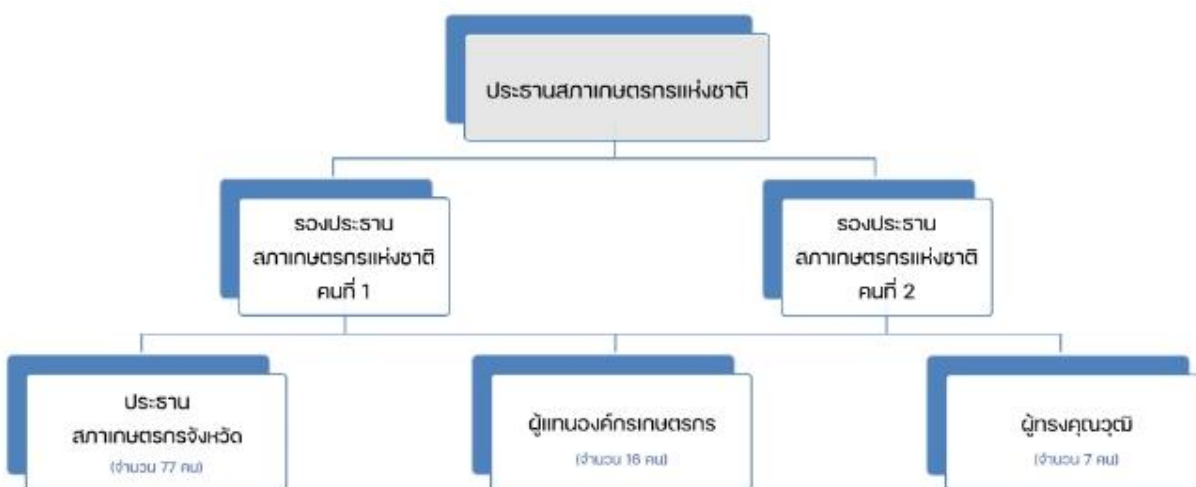 ประธานสภาเกษตรกรแห่งชาติ
รองประธาน
สภาเกษตรกรแห่งชาติ
คนที่ 1
รองประธาน
สภาเกษตรกรแห่งชาติ
คนที่ 2
ประธาน
สภาเกษตรกรจังหวัด
(จำนวน 77 คน)
ผู้แทนองค์กรเกษตรกร
(จำนวน 16 คน)
ผู้ทรงคุณวุฒิ
(จำนวน 7 คน)